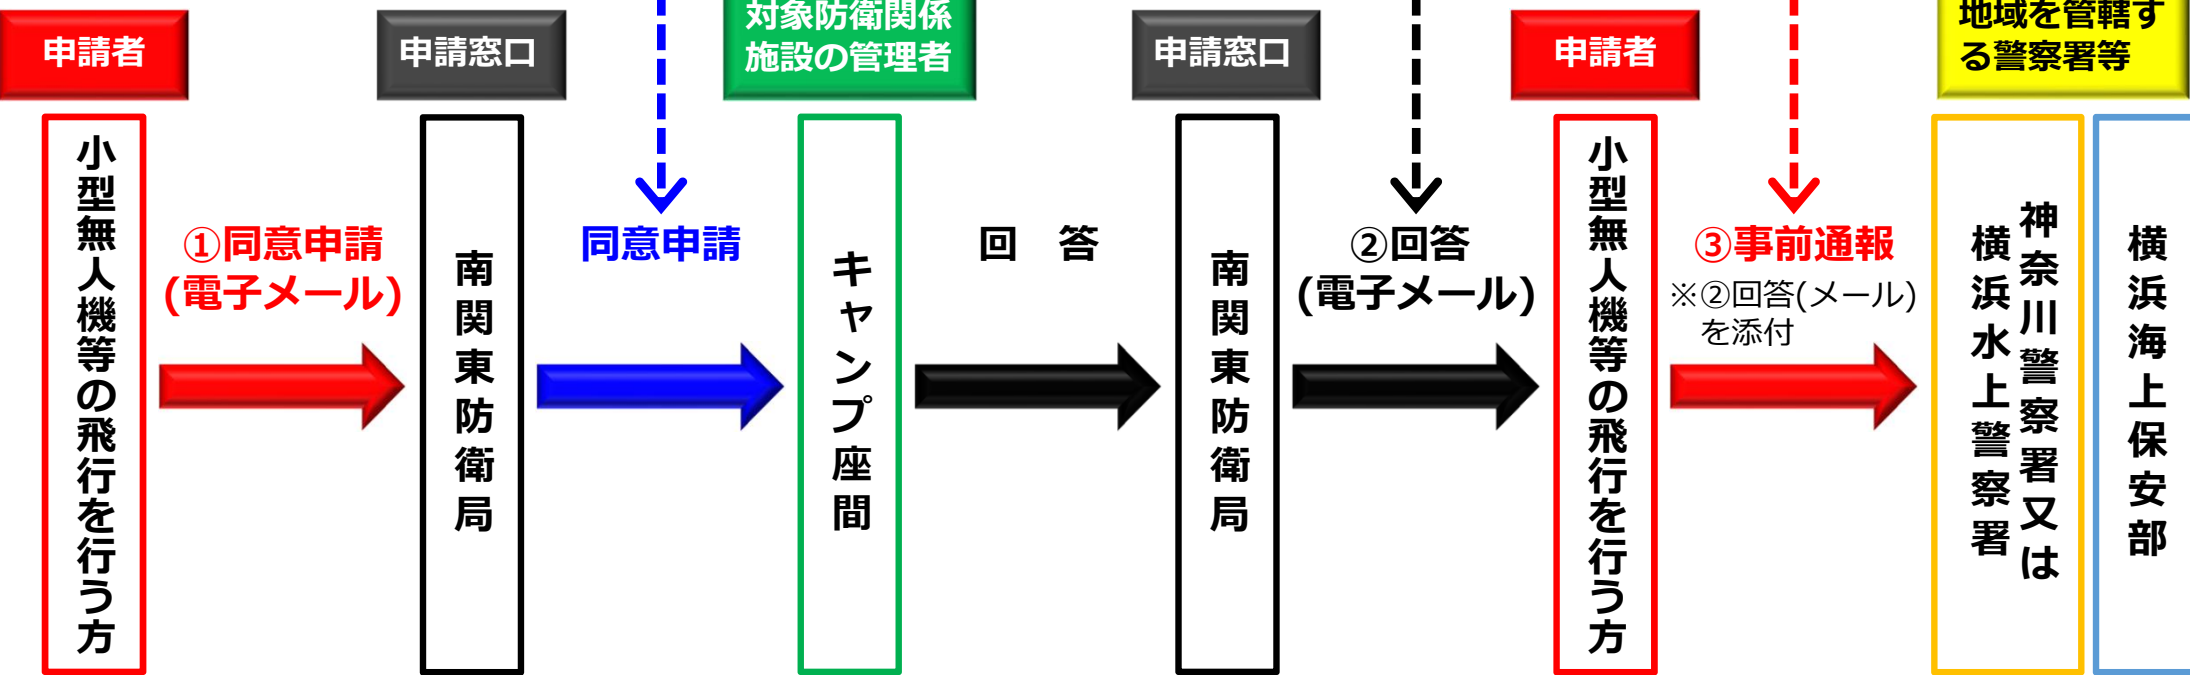 申請者
申請窓口
対象防衛関係
施設の管理者
申請窓口
申請者
地域を管轄す
る警察署等
小型無人機等の飛行を行う方
①同意申請
(電子メール)
南関東防衛局
同意申請
キャンプ座間
回　答
南関東防衛局
②回答
(電子メール)
小型無人機等の飛行を行う方
③事前通報
※②回答(メール)
を添付
神奈川警察署又は
横浜水上警察署
横浜海上保安部